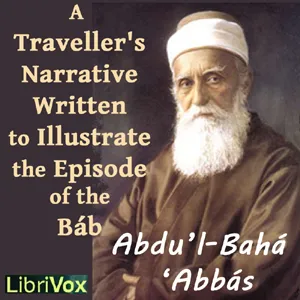 A
Traveller's
Narrative
Written
to Illustrate
the Episode
of the
Báb
Abdu'l-Bahá
‘Abbás
LibriVox